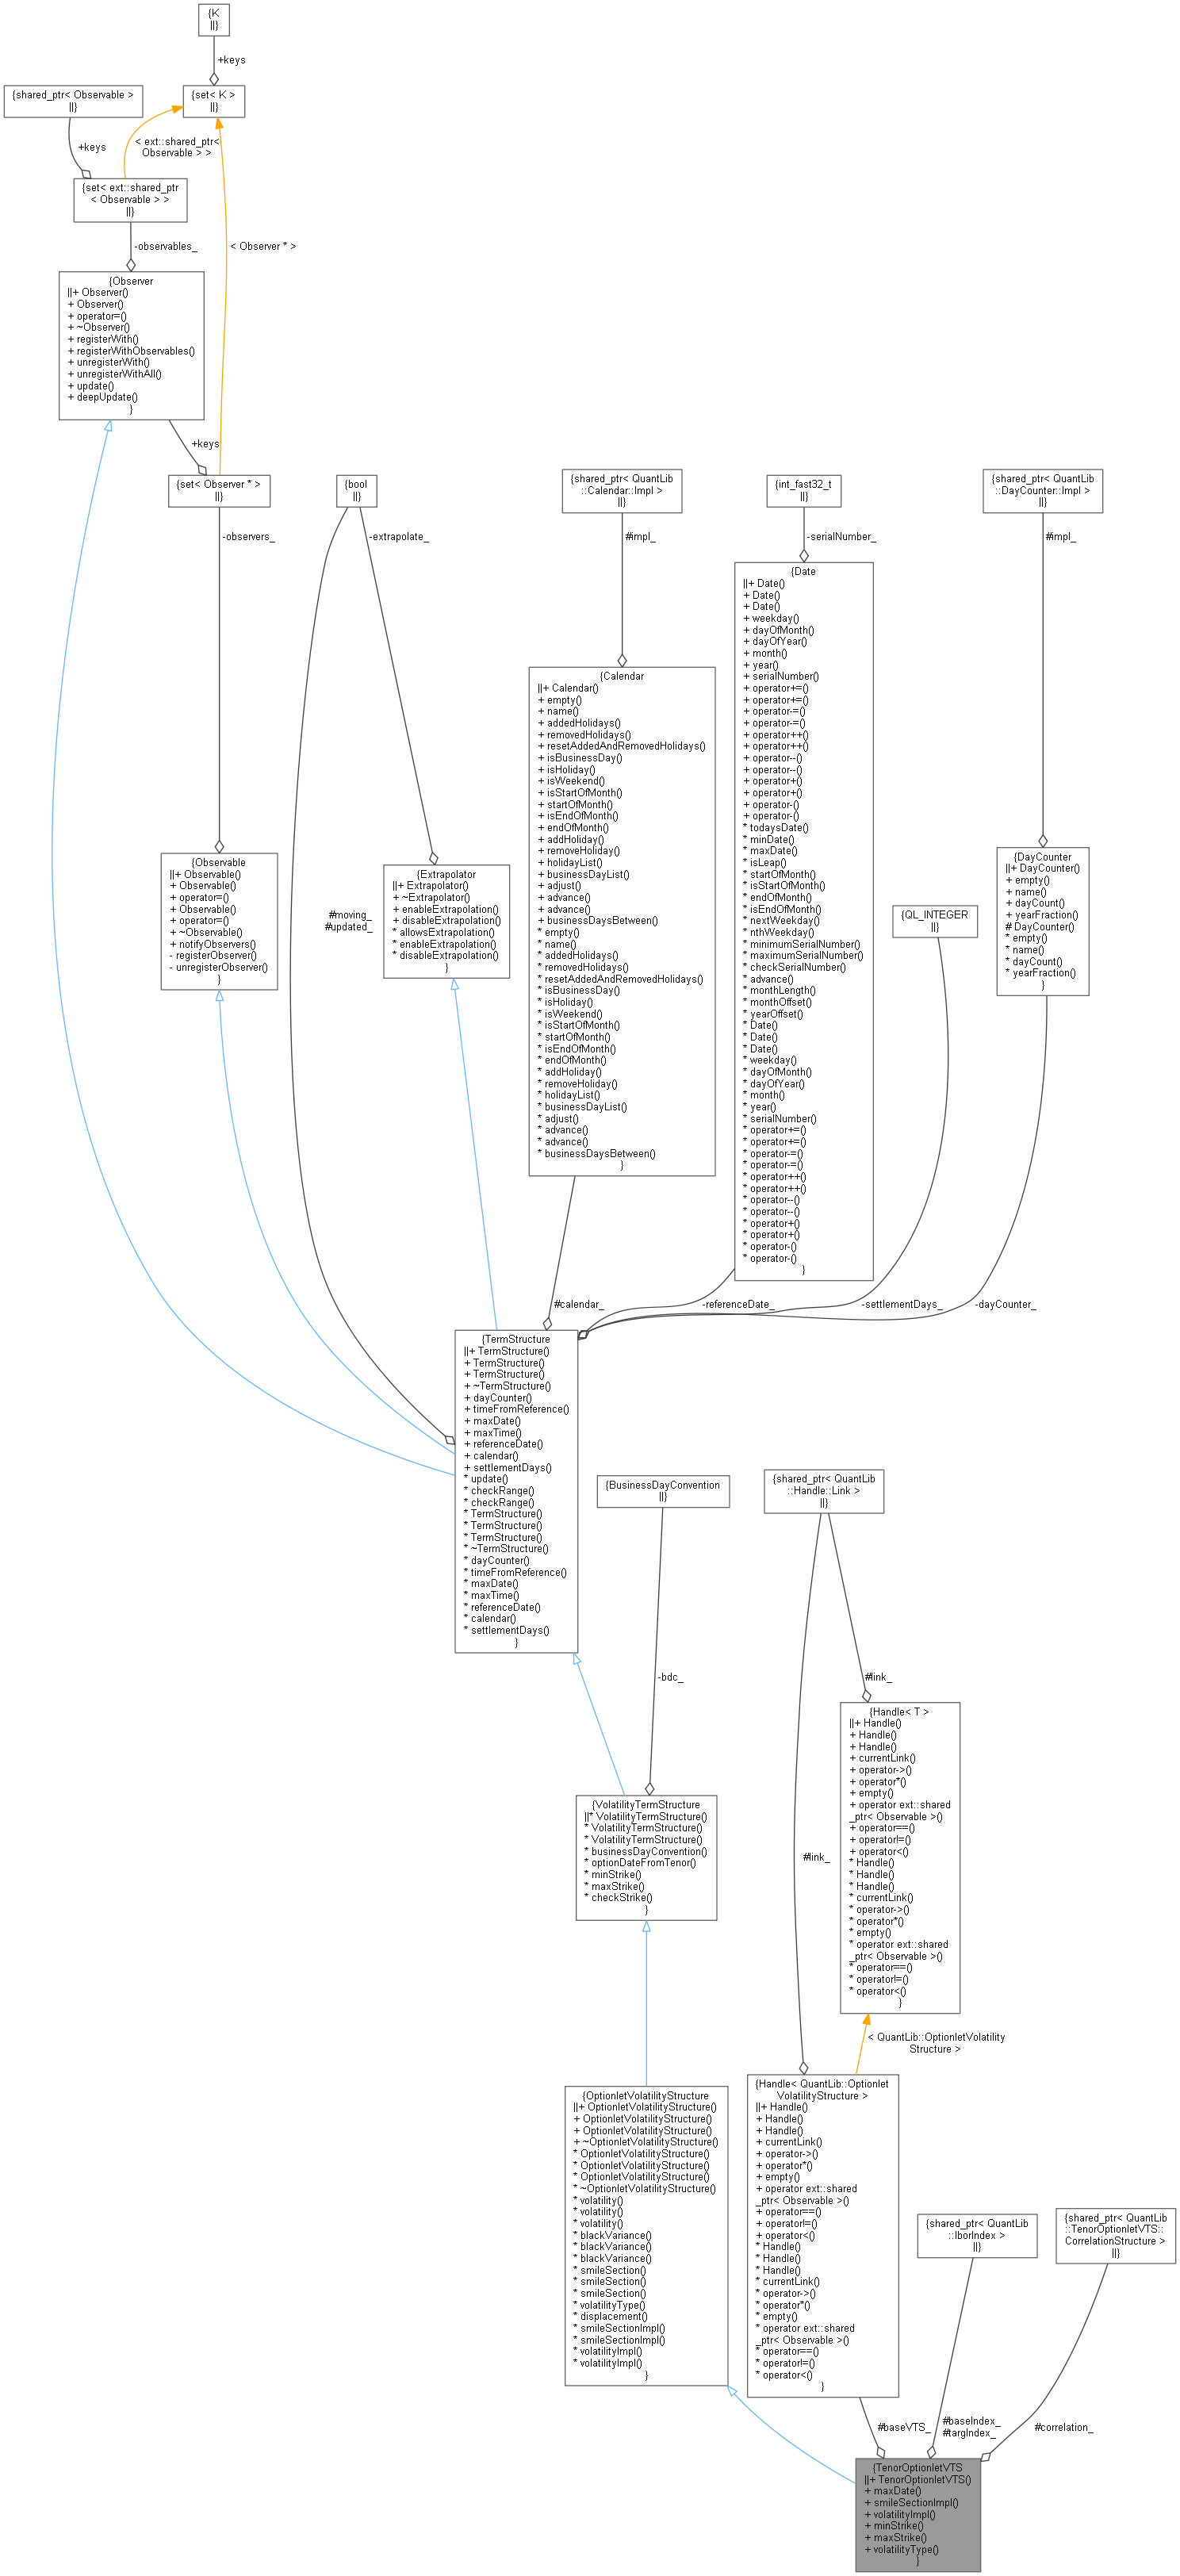 {K
||}
+keys
{shared_ptr< Observable >
||}
{set< K >
||}
+keys
< ext::shared_ptr<
Observable > >
{set< ext::shared_ptr
< Observable > >
||}
-observables_
< Observer * >
{Observer
||+ Observer()
+ Observer()
+ operator=()
+ ~Observer()
+ registerWith()
+ registerWithObservables()
+ unregisterWith()
+ unregisterWithAll()
+ update()
+ deepUpdate()
}
+keys
{set< Observer * >
||}
{bool
||}
{shared_ptr< QuantLib
::Calendar::Impl >
||}
{int_fast32_t
||}
{shared_ptr< QuantLib
::DayCounter::Impl >
||}
-observers_
-extrapolate_
#impl_
-serialNumber_
#impl_
{Date
||+ Date()
+ Date()
+ Date()
+ weekday()
+ dayOfMonth()
+ dayOfYear()
+ month()
+ year()
+ serialNumber()
+ operator+=()
+ operator+=()
+ operator-=()
+ operator-=()
+ operator++()
+ operator++()
+ operator--()
+ operator--()
+ operator+()
+ operator+()
+ operator-()
+ operator-()
* todaysDate()
* minDate()
* maxDate()
* isLeap()
* startOfMonth()
* isStartOfMonth()
* endOfMonth()
* isEndOfMonth()
* nextWeekday()
* nthWeekday()
* minimumSerialNumber()
* maximumSerialNumber()
* checkSerialNumber()
* advance()
* monthLength()
* monthOffset()
* yearOffset()
* Date()
* Date()
* Date()
* weekday()
* dayOfMonth()
* dayOfYear()
* month()
* year()
* serialNumber()
* operator+=()
* operator+=()
* operator-=()
* operator-=()
* operator++()
* operator++()
* operator--()
* operator--()
* operator+()
* operator+()
* operator-()
* operator-()
}
{Calendar
||+ Calendar()
+ empty()
+ name()
+ addedHolidays()
+ removedHolidays()
+ resetAddedAndRemovedHolidays()
+ isBusinessDay()
+ isHoliday()
+ isWeekend()
+ isStartOfMonth()
+ startOfMonth()
+ isEndOfMonth()
+ endOfMonth()
+ addHoliday()
+ removeHoliday()
+ holidayList()
+ businessDayList()
+ adjust()
+ advance()
+ advance()
+ businessDaysBetween()
* empty()
* name()
* addedHolidays()
* removedHolidays()
* resetAddedAndRemovedHolidays()
* isBusinessDay()
* isHoliday()
* isWeekend()
* isStartOfMonth()
* startOfMonth()
* isEndOfMonth()
* endOfMonth()
* addHoliday()
* removeHoliday()
* holidayList()
* businessDayList()
* adjust()
* advance()
* advance()
* businessDaysBetween()
}
{Observable
||+ Observable()
+ Observable()
+ operator=()
+ Observable()
+ operator=()
+ ~Observable()
+ notifyObservers()
- registerObserver()
- unregisterObserver()
}
#moving_
#updated_
{Extrapolator
||+ Extrapolator()
+ ~Extrapolator()
+ enableExtrapolation()
+ disableExtrapolation()
* allowsExtrapolation()
* enableExtrapolation()
* disableExtrapolation()
}
{QL_INTEGER
||}
{DayCounter
||+ DayCounter()
+ empty()
+ name()
+ dayCount()
+ yearFraction()
# DayCounter()
* empty()
* name()
* dayCount()
* yearFraction()
}
#calendar_
-referenceDate_
-settlementDays_
-dayCounter_
{TermStructure
||+ TermStructure()
+ TermStructure()
+ TermStructure()
+ ~TermStructure()
+ dayCounter()
+ timeFromReference()
+ maxDate()
+ maxTime()
+ referenceDate()
+ calendar()
+ settlementDays()
* update()
* checkRange()
* checkRange()
* TermStructure()
* TermStructure()
* TermStructure()
* ~TermStructure()
* dayCounter()
* timeFromReference()
* maxDate()
* maxTime()
* referenceDate()
* calendar()
* settlementDays()
}
{BusinessDayConvention
||}
{shared_ptr< QuantLib
::Handle::Link >
||}
-bdc_
#link_
{Handle< T >
||+ Handle()
+ Handle()
+ Handle()
+ currentLink()
+ operator->()
+ operator*()
+ empty()
+ operator ext::shared
_ptr< Observable >()
+ operator==()
+ operator!=()
+ operator<()
* Handle()
* Handle()
* Handle()
* currentLink()
* operator->()
* operator*()
* empty()
* operator ext::shared
_ptr< Observable >()
* operator==()
* operator!=()
* operator<()
}
{VolatilityTermStructure
||* VolatilityTermStructure()
* VolatilityTermStructure()
* VolatilityTermStructure()
* businessDayConvention()
* optionDateFromTenor()
* minStrike()
* maxStrike()
* checkStrike()
}
#link_
< QuantLib::OptionletVolatility
Structure >
{OptionletVolatilityStructure
||+ OptionletVolatilityStructure()
+ OptionletVolatilityStructure()
+ OptionletVolatilityStructure()
+ ~OptionletVolatilityStructure()
* OptionletVolatilityStructure()
* OptionletVolatilityStructure()
* OptionletVolatilityStructure()
* ~OptionletVolatilityStructure()
* volatility()
* volatility()
* volatility()
* blackVariance()
* blackVariance()
* blackVariance()
* smileSection()
* smileSection()
* smileSection()
* volatilityType()
* displacement()
* smileSectionImpl()
* smileSectionImpl()
* volatilityImpl()
* volatilityImpl()
}
{Handle< QuantLib::Optionlet
VolatilityStructure >
||+ Handle()
+ Handle()
+ Handle()
+ currentLink()
+ operator->()
+ operator*()
+ empty()
+ operator ext::shared
_ptr< Observable >()
+ operator==()
+ operator!=()
+ operator<()
* Handle()
* Handle()
* Handle()
* currentLink()
* operator->()
* operator*()
* empty()
* operator ext::shared
_ptr< Observable >()
* operator==()
* operator!=()
* operator<()
}
{shared_ptr< QuantLib
::IborIndex >
||}
{shared_ptr< QuantLib
::TenorOptionletVTS::
CorrelationStructure >
||}
#baseVTS_
#baseIndex_
#targIndex_
#correlation_
{TenorOptionletVTS
||+ TenorOptionletVTS()
+ maxDate()
+ smileSectionImpl()
+ volatilityImpl()
+ minStrike()
+ maxStrike()
+ volatilityType()
}